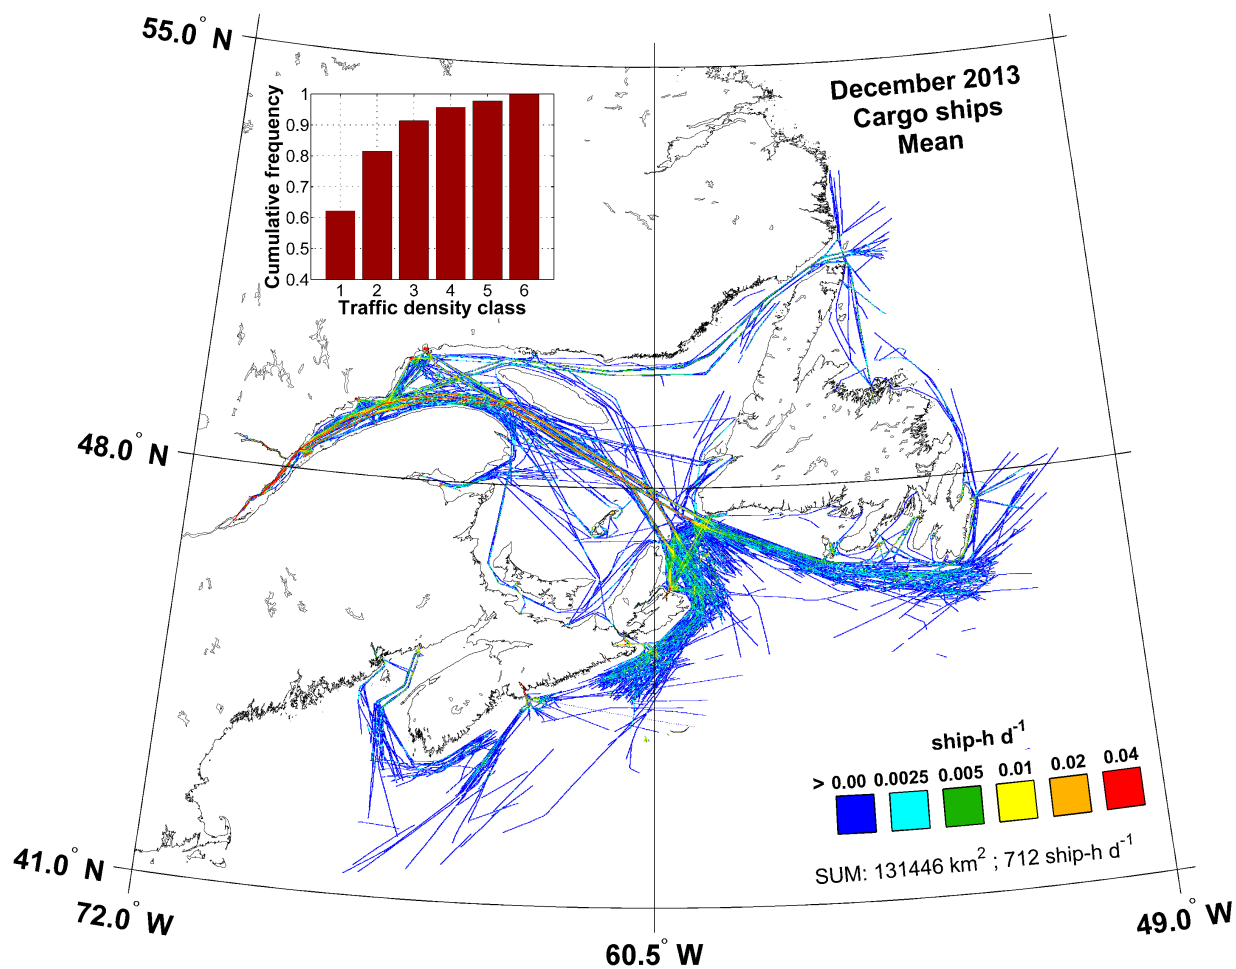 55.0° N
December 2013
Cargo ships
Mean
Cumulative frequency
1
0.9
0.8
0.7
0.6
0.5
0.4
1 2 3 4 5 6
Traffic density class
48.0° N
ship-h d-1
> 0.00 0.0025 0.005 0.01 0.02 0.04
SUM: 131446 km2 ; 712 ship-h d-1
41.0° N
72.0° W
60.5° W
49.0° W